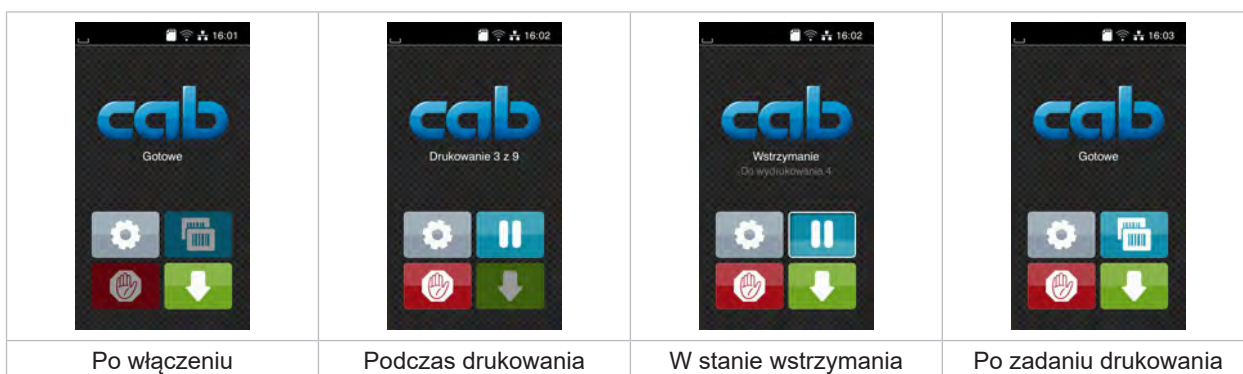 16:01
cab
Gotowe
Po włączeniu
16:02
cab
Drukowanie 3 z 9
Podczas drukowania
16:02
cab
Wstrzymanie
Do wydrukowania 4
W stanie wstrzymania
16:03
cab
Gotowe
Po zadaniu drukowania